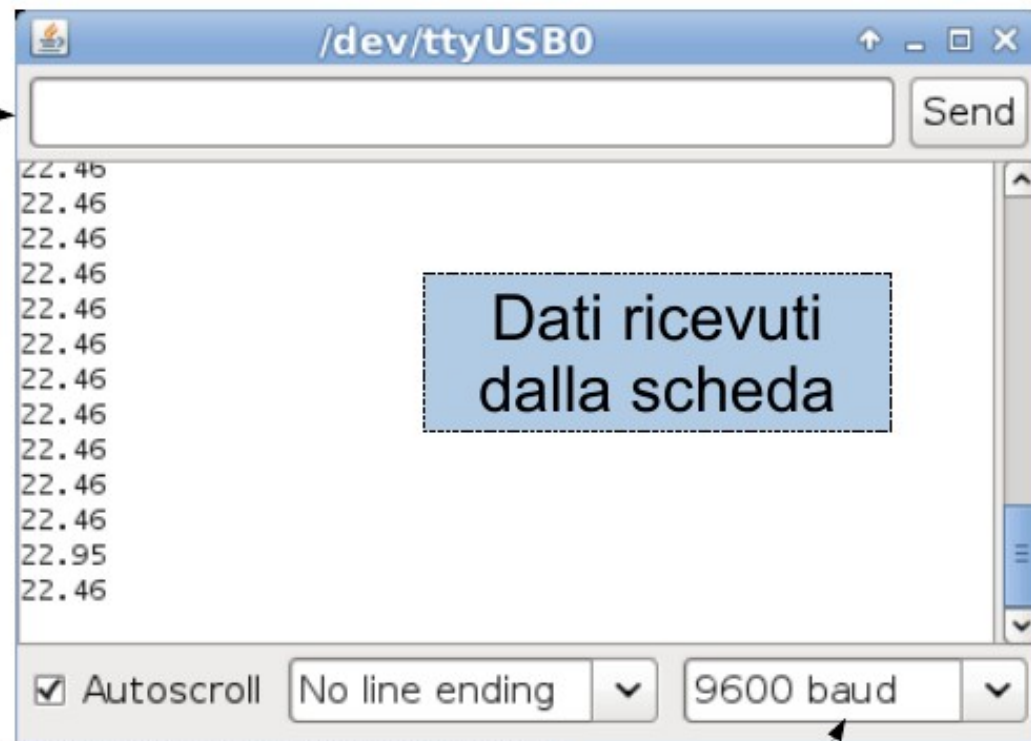 /dev/ttyUSB0
Send
22.46
22.46
22.46
22.46
22.46
22.46
22.46
22.46
22.46
22.46
22.46
22.95
22.46
Dati ricevuti
dalla scheda
Autoscroll
No line ending
9600 baud